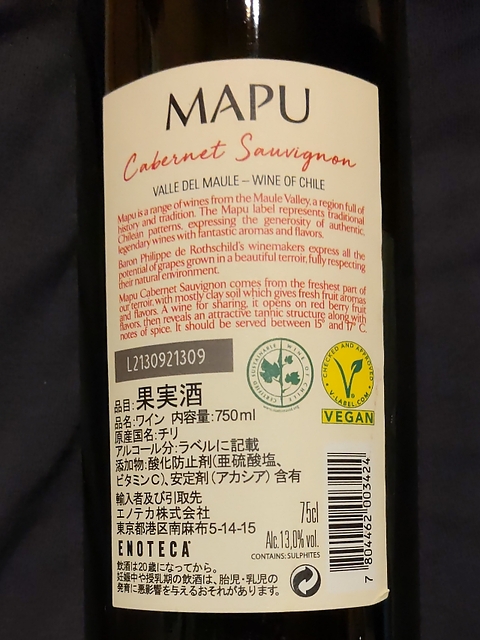 MAPU
Cabernet Sauvignon
VALLE DEL MAULE – WINE OF CHILE
Mapu is a range of wines from the Maule Valley, a region full of
history and tradition. The Mapu label represents traditional
Chilean patterns, expressing the generosity of authentic,
legendary wines with fantastic aromas and flavors.
Baron Philippe de Rothschild's winemakers express all the
potential of grapes grown in a beautiful terroir, fully respecting
their natural environment.
Mapu Cabernet Sauvignon comes from the freshest part of
our terroir, with mostly clay soil which gives fresh fruit aromas
and flavors. A wine for sharing, it opens on red berry fruit
flavors, then reveals an attractive tannic structure along with
notes of spice. It should be served between 15° and 17° C.
L2130921309
CERTIFIED SUSTAINABLE WINE OF CHILE
CHECKED AND APPROVED
V-LABEL.COM
VEGAN
品目:果実酒
品名:ワイン 内容量:750ml
原産国名:チリ
アルコール分:ラベルに記載
添加物:酸化防止剤(亜硫酸塩、
ビタミンC)、安定剤(アカシア)含有
輸入者及び引取先
エノテカ株式会社
東京都港区南麻布5-14-15
ENOTECA
飲酒は20歳になってから。
妊娠中や授乳期の飲酒は、胎児・乳児の
発育に悪影響を与えるおそれがあります。
75cl
Alc.13,0% vol.
CONTAINS: SULPHITES
7 804462 003424